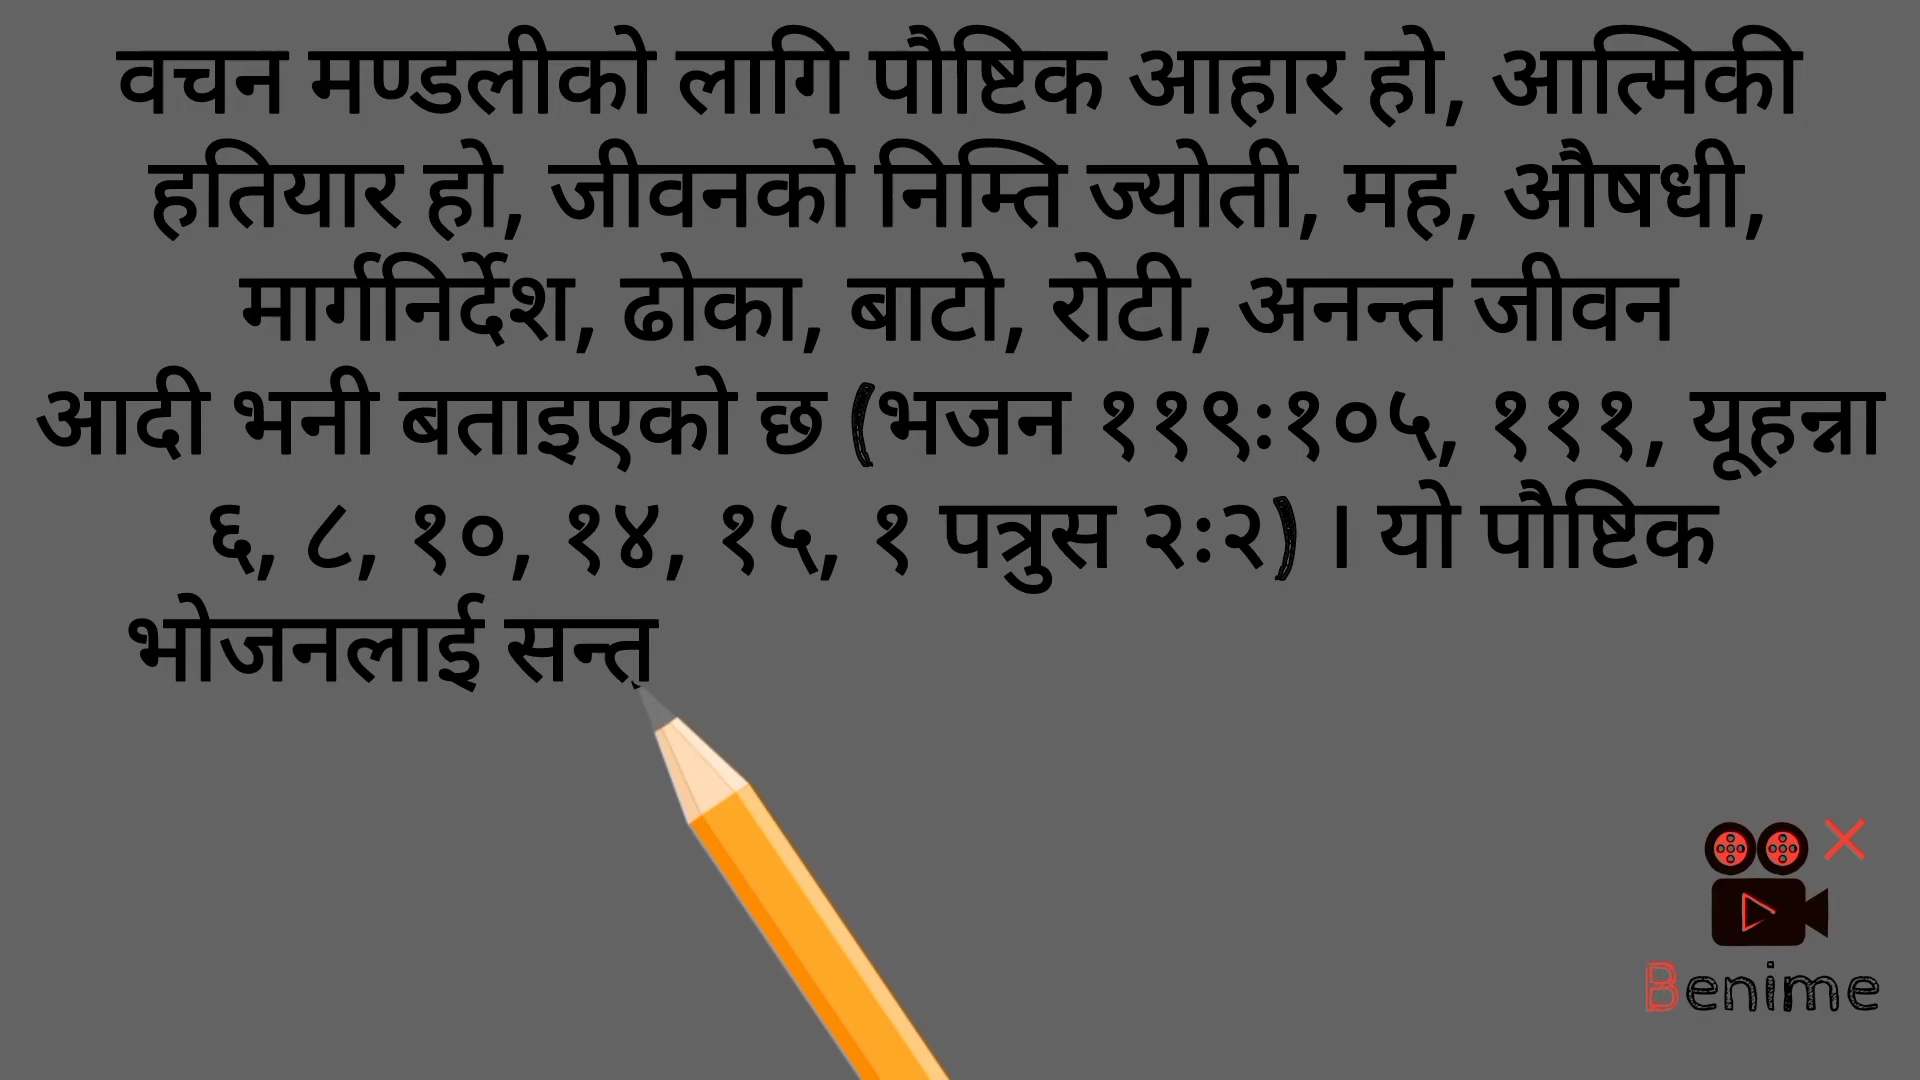 वचन मण्डलीको लागि पौष्टिक आहार हो, आत्मिकी
हतियार हो, जीवनको निम्ति ज्योती, मह, औषधी,
मार्गनिर्देश, ढोका, बाटो, रोटी, अनन्त जीवन
आदी भनी बताइएको छ (भजन ११९:१०५, १११, यूहन्ना
६, ८, १०, १४, १५, १ पत्रुस २:२) । यो पौष्टिक
भोजनलाई सन्त
Benime